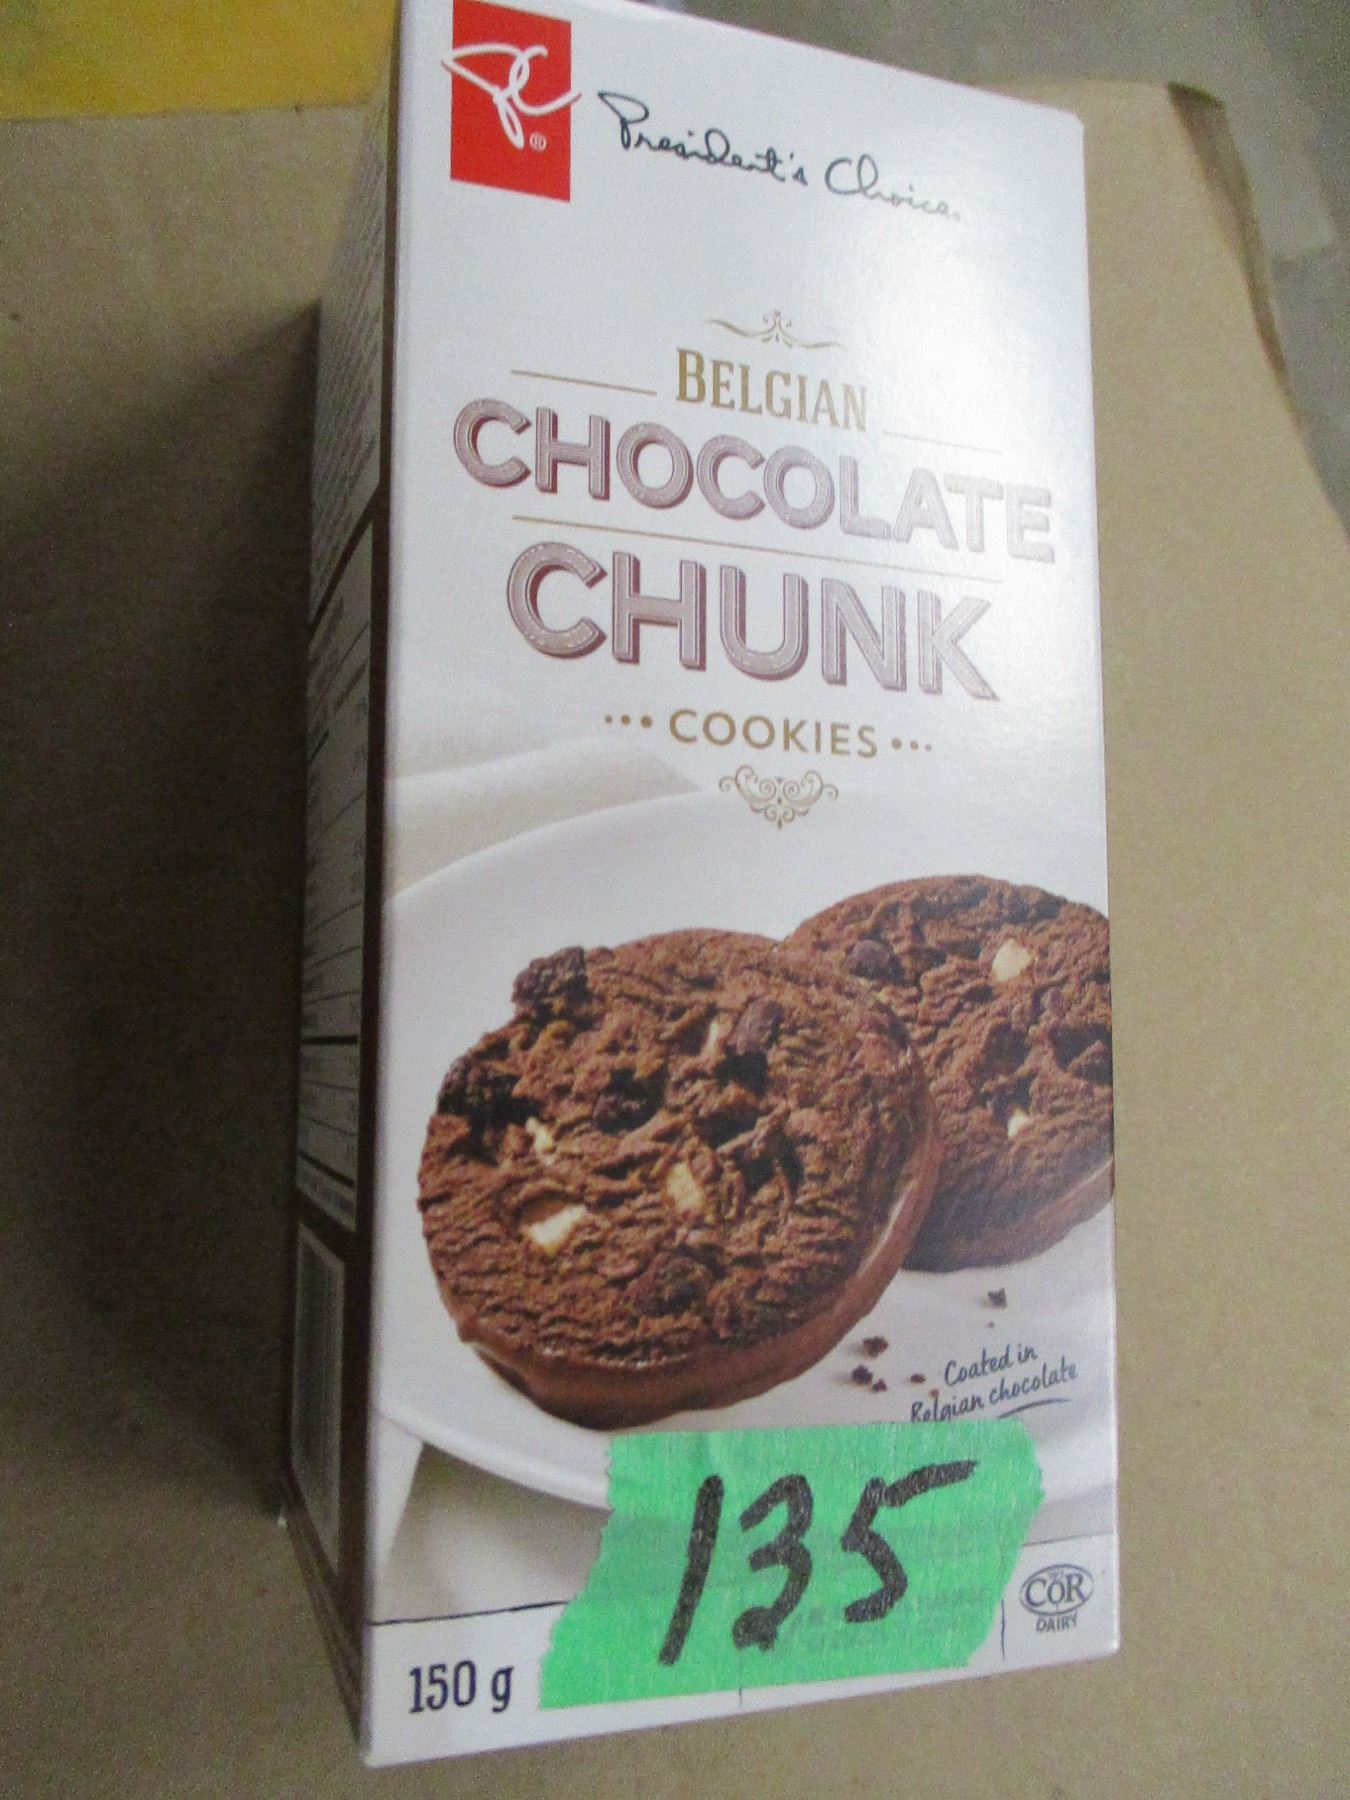 PC®
President's Choice®
BELGIAN
CHOCOLATE
CHUNK
COOKIES
Coated in
Belgian chocolate
135
COR
DAIRY
150 g